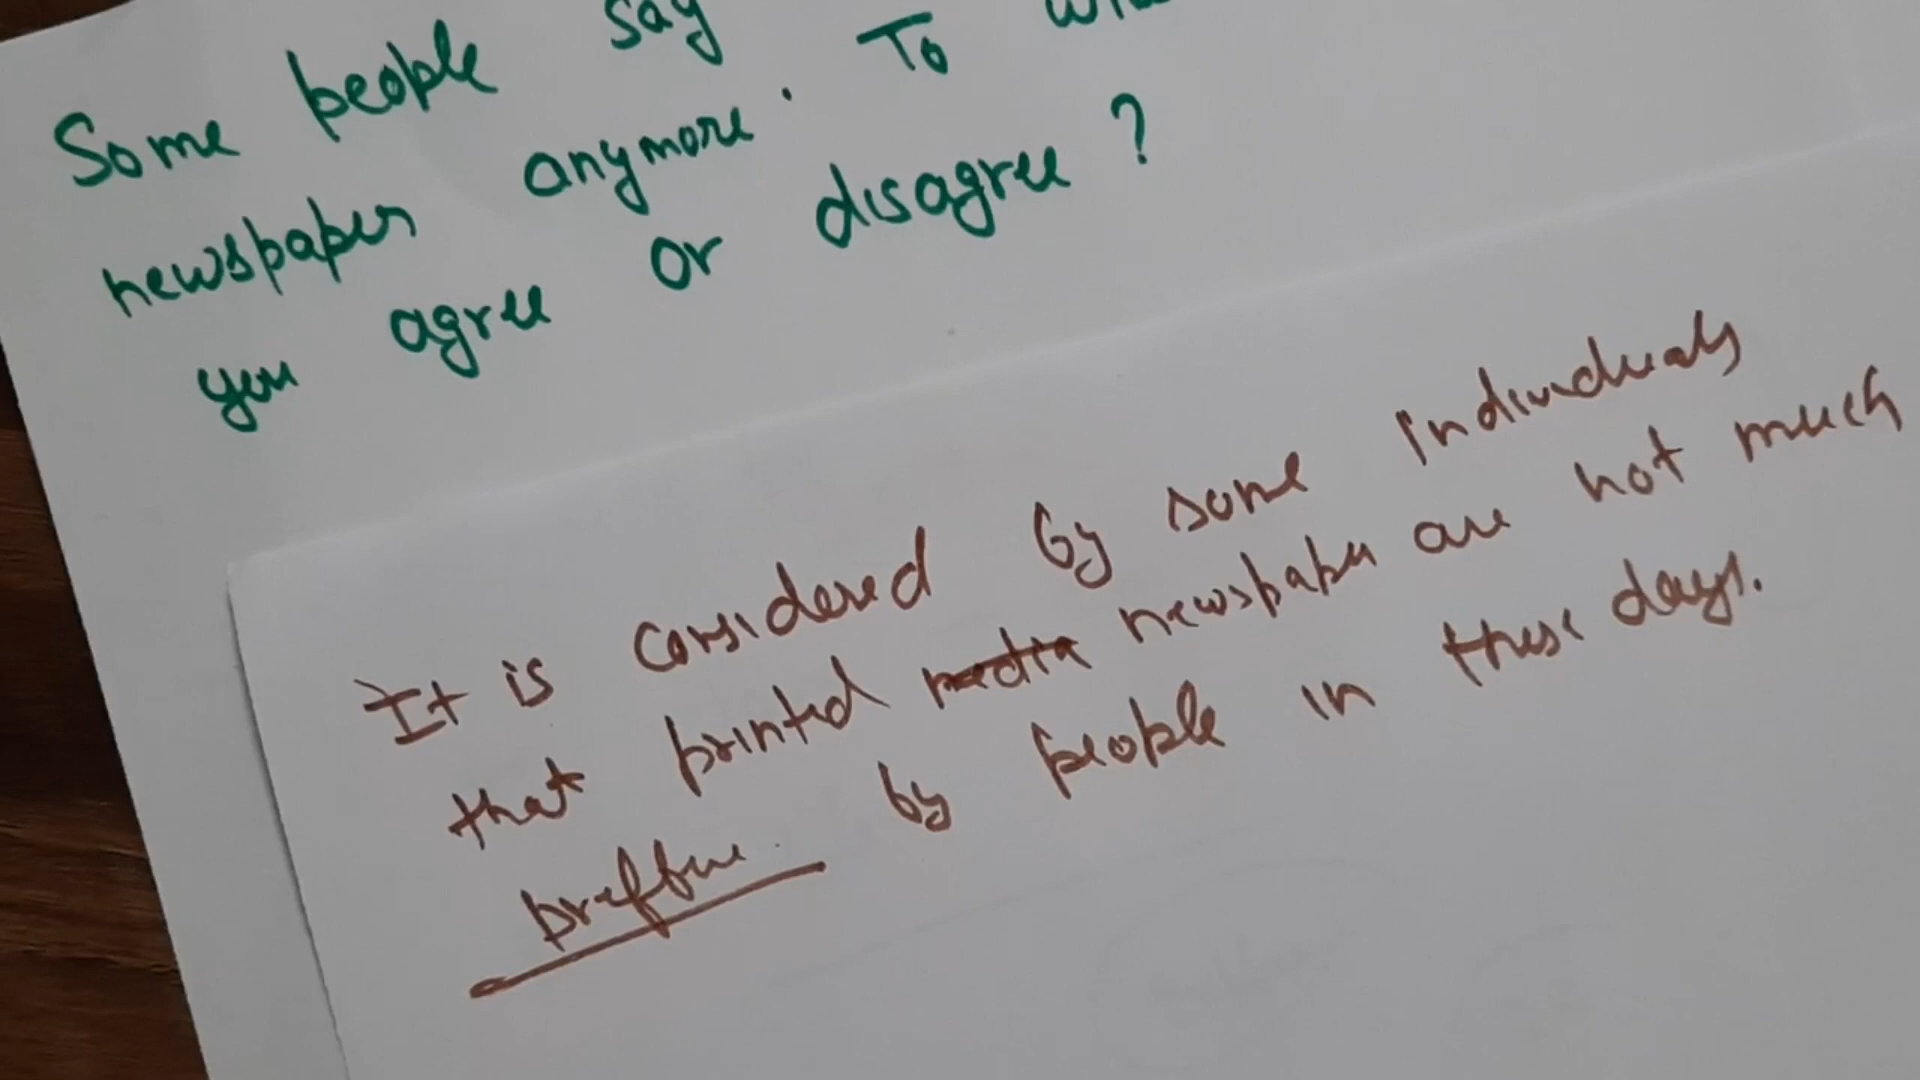 Some people say
newspaper anymore. To
you agree or disagree?
It is considered by some individuals
that printed media newspaper are not much
by people in these days.